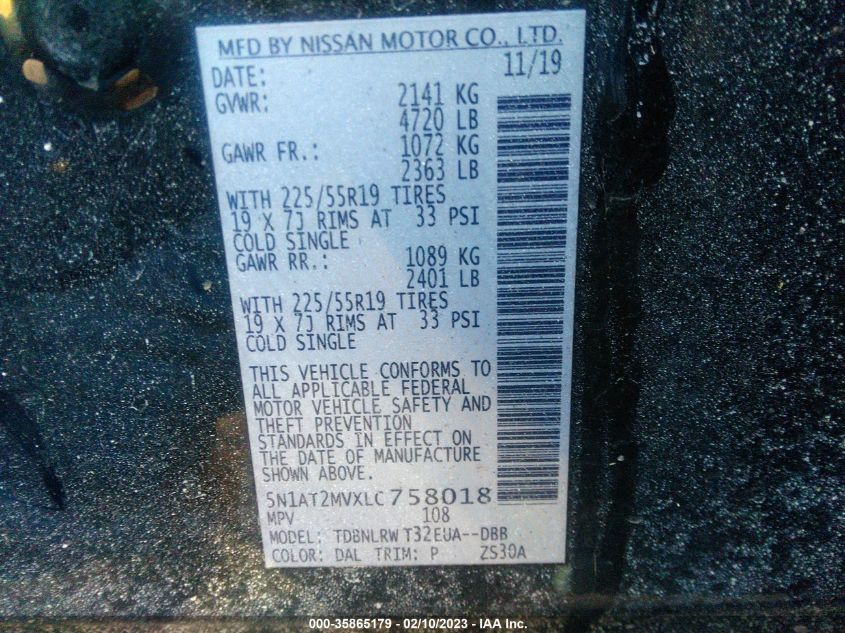 MFD BY NISSAN MOTOR CO., LTD.
DATE: 11/19
GVWR: 2141 KG
4720 LB
GAWR FR.: 1072 KG
2363 LB
WITH 225/55R19 TIRES
19 X 7J RIMS AT 33 PSI
COLD SINGLE
GAWR RR.: 1089 KG
2401 LB
WITH 225/55R19 TIRES
19 X 7J RIMS AT 33 PSI
COLD SINGLE
THIS VEHICLE CONFORMS TO
ALL APPLICABLE FEDERAL
MOTOR VEHICLE SAFETY AND
THEFT PREVENTION
STANDARDS IN EFFECT ON
THE DATE OF MANUFACTURE
SHOWN ABOVE.
5N1AT2MVXLC758018
MPV 108
MODEL: TDBNLRW T32EUA--DBB
COLOR: DAL TRIM: P ZS30A
000-35865179 - 02/10/2023 - IAA Inc.